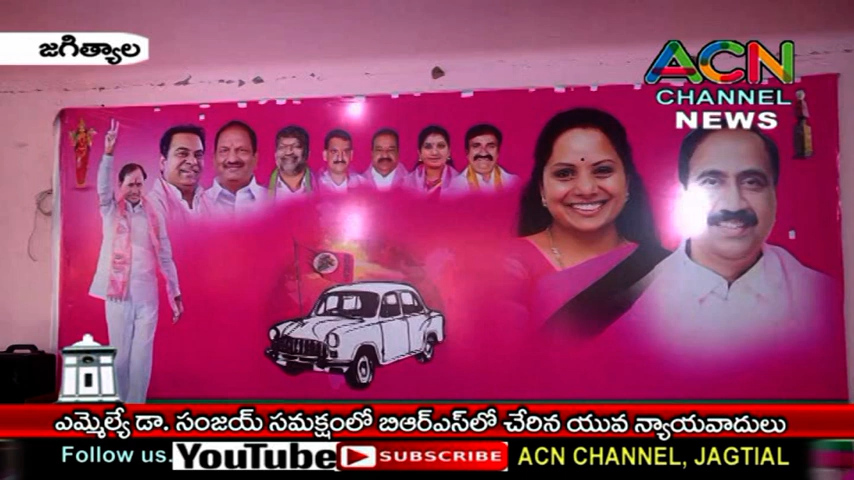 జగిత్యాల
ACN
CHANNEL
NEWS
ఎమ్మెల్యే డా. సంజయ్ సమక్షంలో బిఆర్ఎస్‌లో చేరిన యువ న్యాయవాదులు
Follow us. YouTube SUBSCRIBE ACN CHANNEL, JAGTIAL